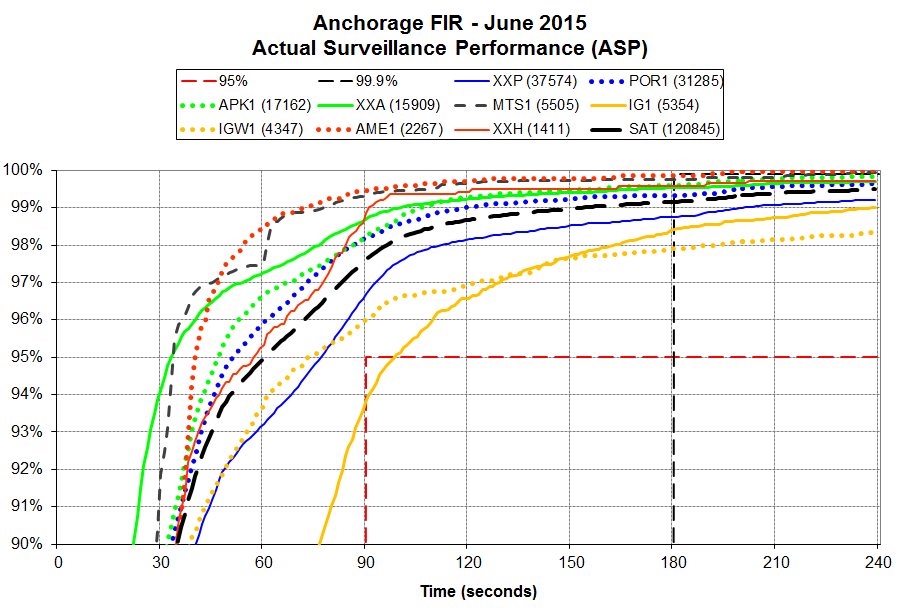 Anchorage FIR - June 2015
Actual Surveillance Performance (ASP)
95% 99.9% XXP (37574) POR1 (31285)
APK1 (17162) XXA (15909) MTS1 (5505) IG1 (5354)
IGW1 (4347) AME1 (2267) XXH (1411) SAT (120845)
100%
99%
98%
97%
96%
95%
94%
93%
92%
91%
90%
0 30 60 90 120 150 180 210 240
Time (seconds)